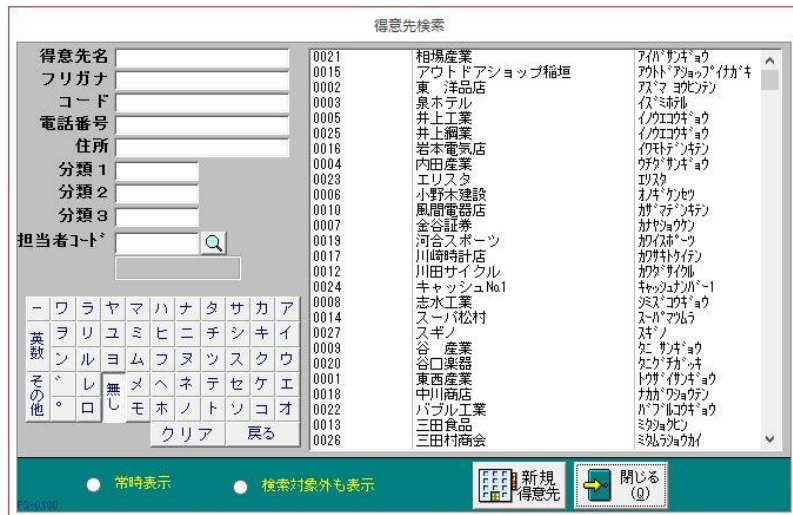 得意先検索
得意先名
フリガナ
コード
電話番号
住所
分類1
分類2
分類3
担当者コード
0021 相場産業 アイバサンギョウ
0015 アウトドアショップ稲垣 アウトドアショップイナガキ
0002 東 洋品店 アズマ ヨウヒンテン
0003 泉ホテル イズミホテル
0005 井上工業 イノウエコウギョウ
0025 井上鋼業 イノウエコウギョウ
0016 岩本電気店 イワモトデンキテン
0004 内田産業 ウチダサンギョウ
0023 エリスタ エリスタ
0006 小野木建設 オノギケンセツ
0010 風間電器店 カザマデンキテン
0007 金谷証券 カナヤショウケン
0019 河合スポーツ カワイスポーツ
0017 川崎時計店 カワサキトケイテン
0012 川田サイクル カワダサイクル
0024 キャッシュNo1 キャッシュナンバー1
0008 志水工業 シミズコウギョウ
0014 スーパ松村 スーパマツムラ
0027 スギノ スギノ
0009 谷 産業 タニ サンギョウ
0020 谷口楽器 タニグチガッキ
0001 東西産業 トウザイサンギョウ
0018 中川商店 ナカガワショウテン
0022 バブル工業 バブルコウギョウ
0013 三田食品 ミタショクヒン
0026 三田村商会 ミタムラショウカイ
ー ワ ラ ヤ マ ハ ナ タ サ カ ア
英数 ヲ リ ユ ミ ヒ ニ チ シ キ イ
ン ル ヨ ム フ ヌ ツ ス ク ウ
その他 ゛ レ 無し メ ヘ ネ テ セ ケ エ
゜ ロ モ ホ ノ ト ソ コ オ
クリア 戻る
常時表示
検索対象外も表示
新規
得意先
閉じる
(Q)
FS-0100